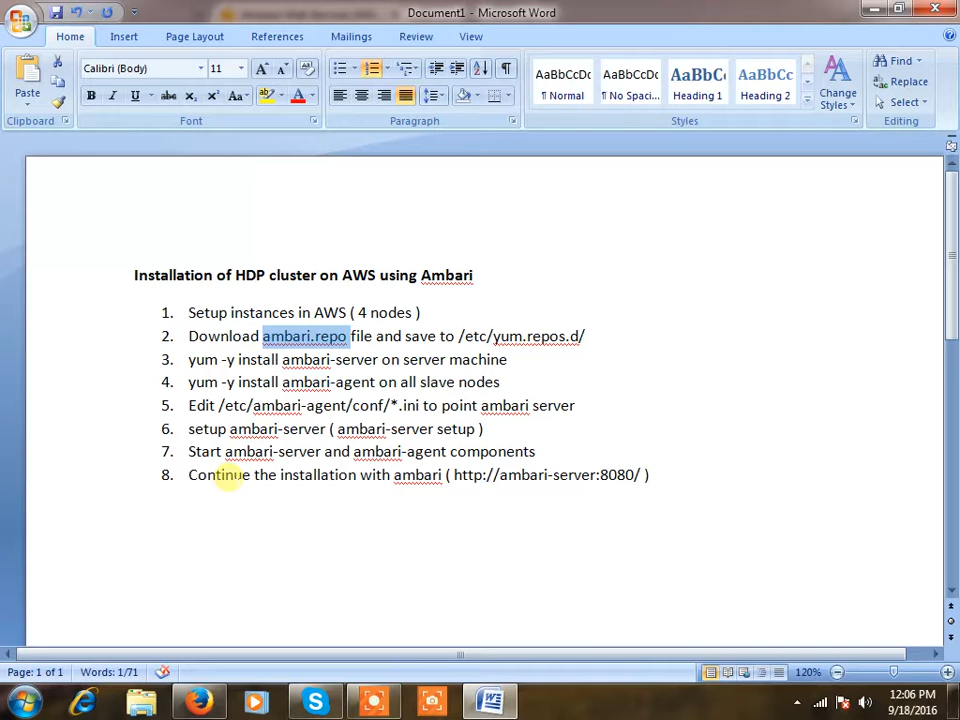 Document1 - Microsoft Word
Home Insert Page Layout References Mailings Review View
Calibri (Body) 11
Paste
B I U abc X₂ X² Aa
AaBbCcDc AaBbCcDc AaBbC( AaBbCc
¶ Normal ¶ No Spaci... Heading 1 Heading 2
Change Styles
Find
Replace
Select
Clipboard Font Paragraph Styles Editing
Installation of HDP cluster on AWS using Ambari
1. Setup instances in AWS ( 4 nodes )
2. Download ambari.repo file and save to /etc/yum.repos.d/
3. yum -y install ambari-server on server machine
4. yum -y install ambari-agent on all slave nodes
5. Edit /etc/ambari-agent/conf/*.ini to point ambari server
6. setup ambari-server ( ambari-server setup )
7. Start ambari-server and ambari-agent components
8. Continue the installation with ambari ( http://ambari-server:8080/ )
Page: 1 of 1 Words: 1/71 120%
12:06 PM
9/18/2016